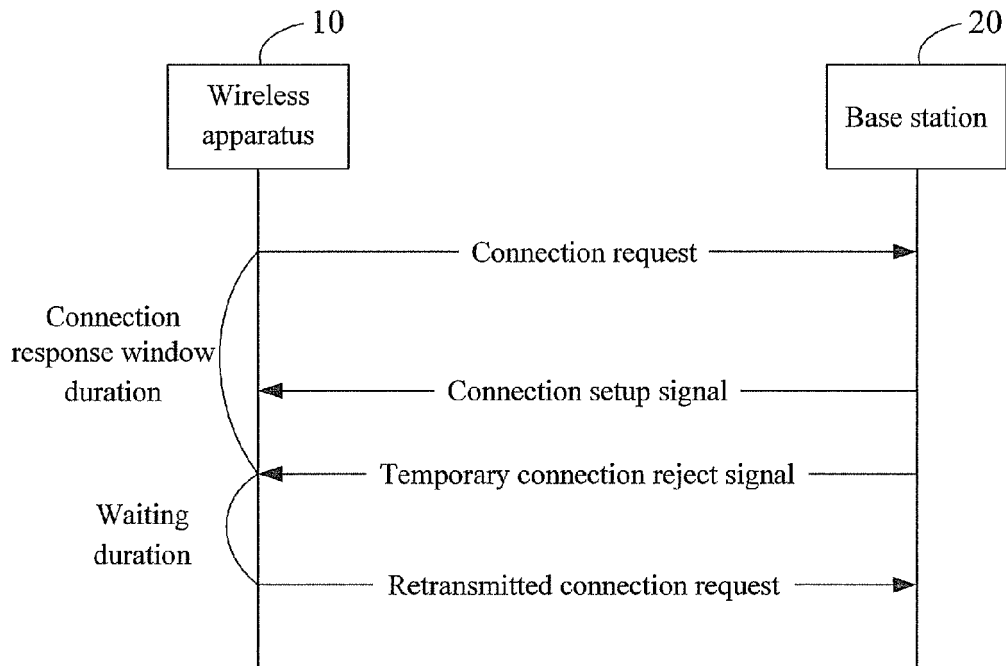 10
20
Wireless
apparatus
Base station
Connection request
Connection
response window
duration
Connection setup signal
Temporary connection reject signal
Waiting
duration
Retransmitted connection request